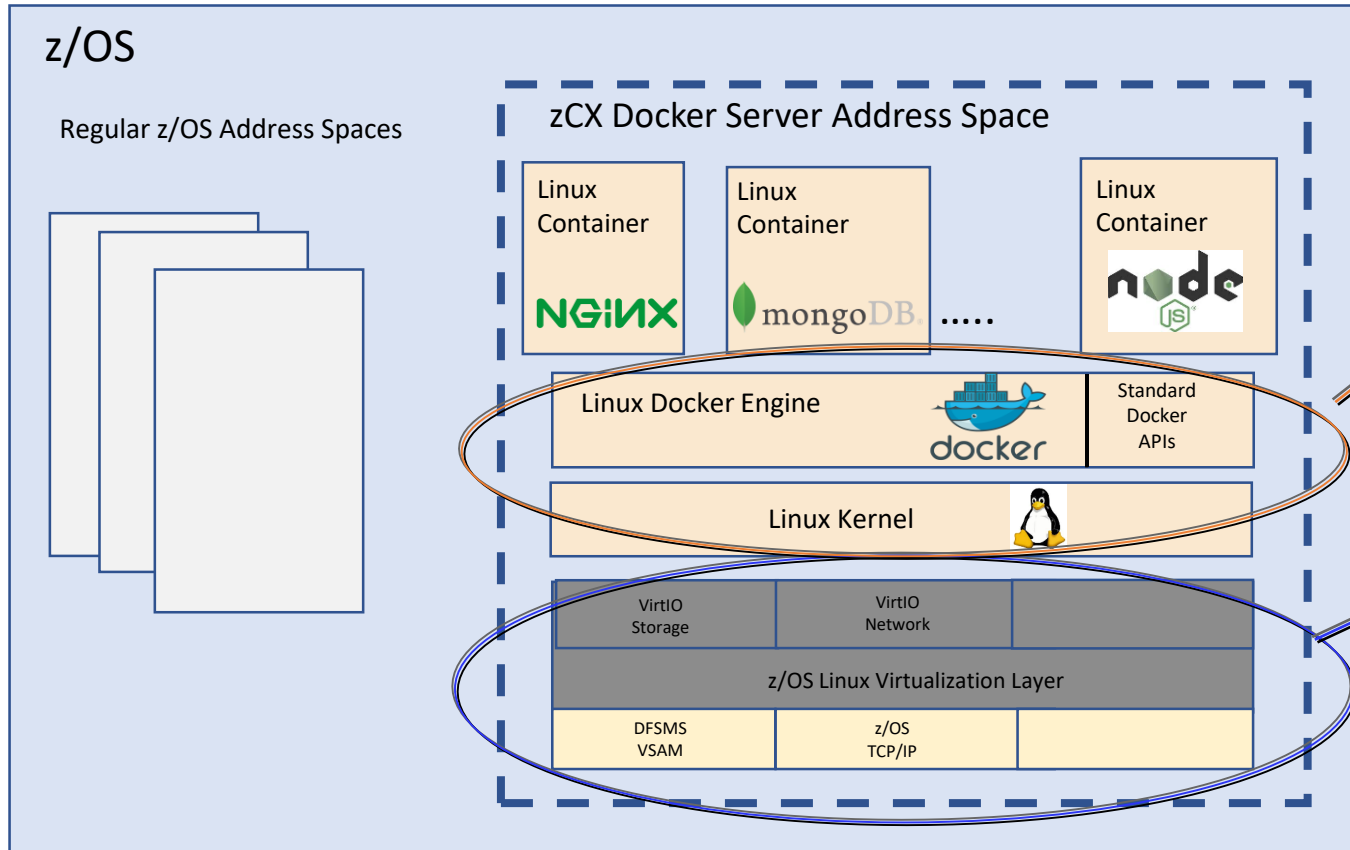 z/OS
Regular z/OS Address Spaces
zCX Docker Server Address Space
Linux
Container
NGiNX
Linux
Container
mongoDB®
.....
Linux
Container
node
JS
Linux Docker Engine
docker
Standard
Docker
APIs
Linux Kernel
VirtIO
Storage
VirtIO
Network
z/OS Linux Virtualization Layer
DFSMS
VSAM
z/OS
TCP/IP